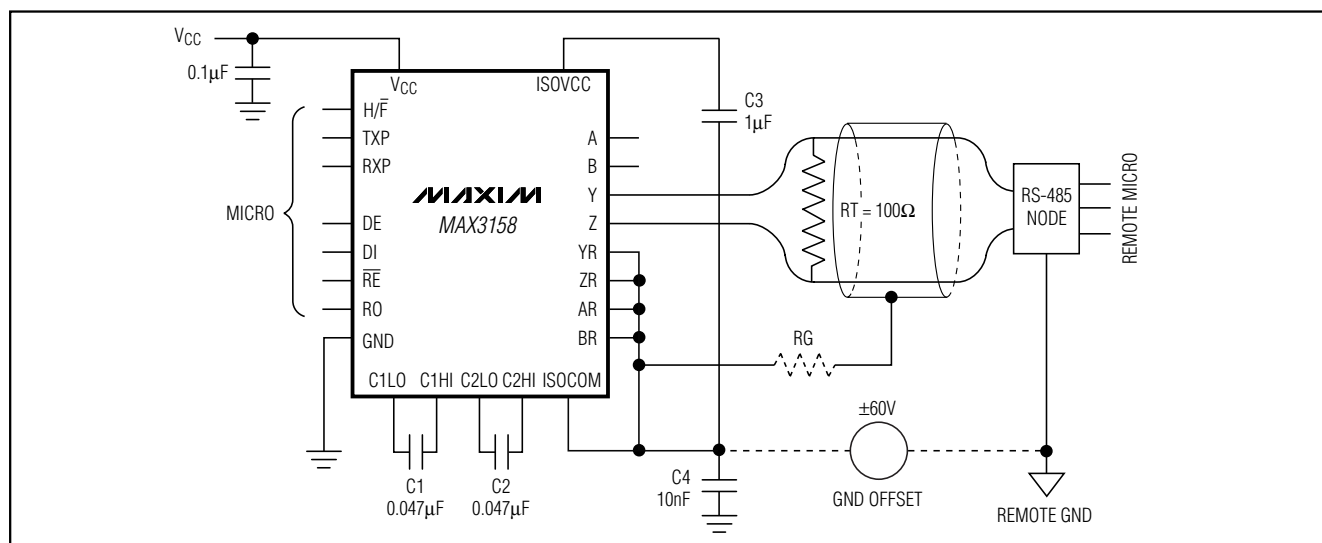 VCC
0.1µF
VCC
ISOVCC
H/F̅
TXP
RXP
MICRO
DE
DI
R̅E̅
RO
GND
MAXIM
MAX3158
A
B
Y
Z
YR
ZR
AR
BR
C1LO
C1HI
C2LO
C2HI
ISOCOM
C1
0.047µF
C2
0.047µF
C3
1µF
C4
10nF
RT = 100Ω
RG
±60V
GND OFFSET
RS-485
NODE
REMOTE MICRO
REMOTE GND